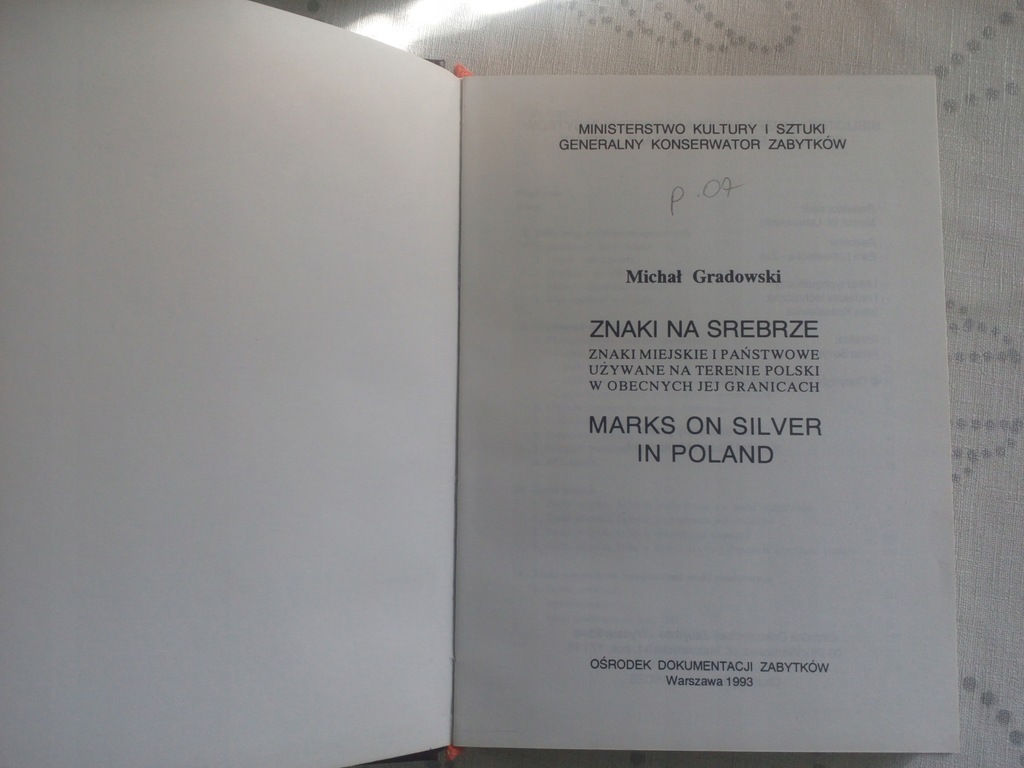 MINISTERSTWO KULTURY I SZTUKI
GENERALNY KONSERWATOR ZABYTKÓW
p.07
Michał Gradowski
ZNAKI NA SREBRZE
ZNAKI MIEJSKIE I PAŃSTWOWE
UŻYWANE NA TERENIE POLSKI
W OBECNYCH JEJ GRANICACH
MARKS ON SILVER
IN POLAND
OŚRODEK DOKUMENTACJI ZABYTKÓW
Warszawa 1993